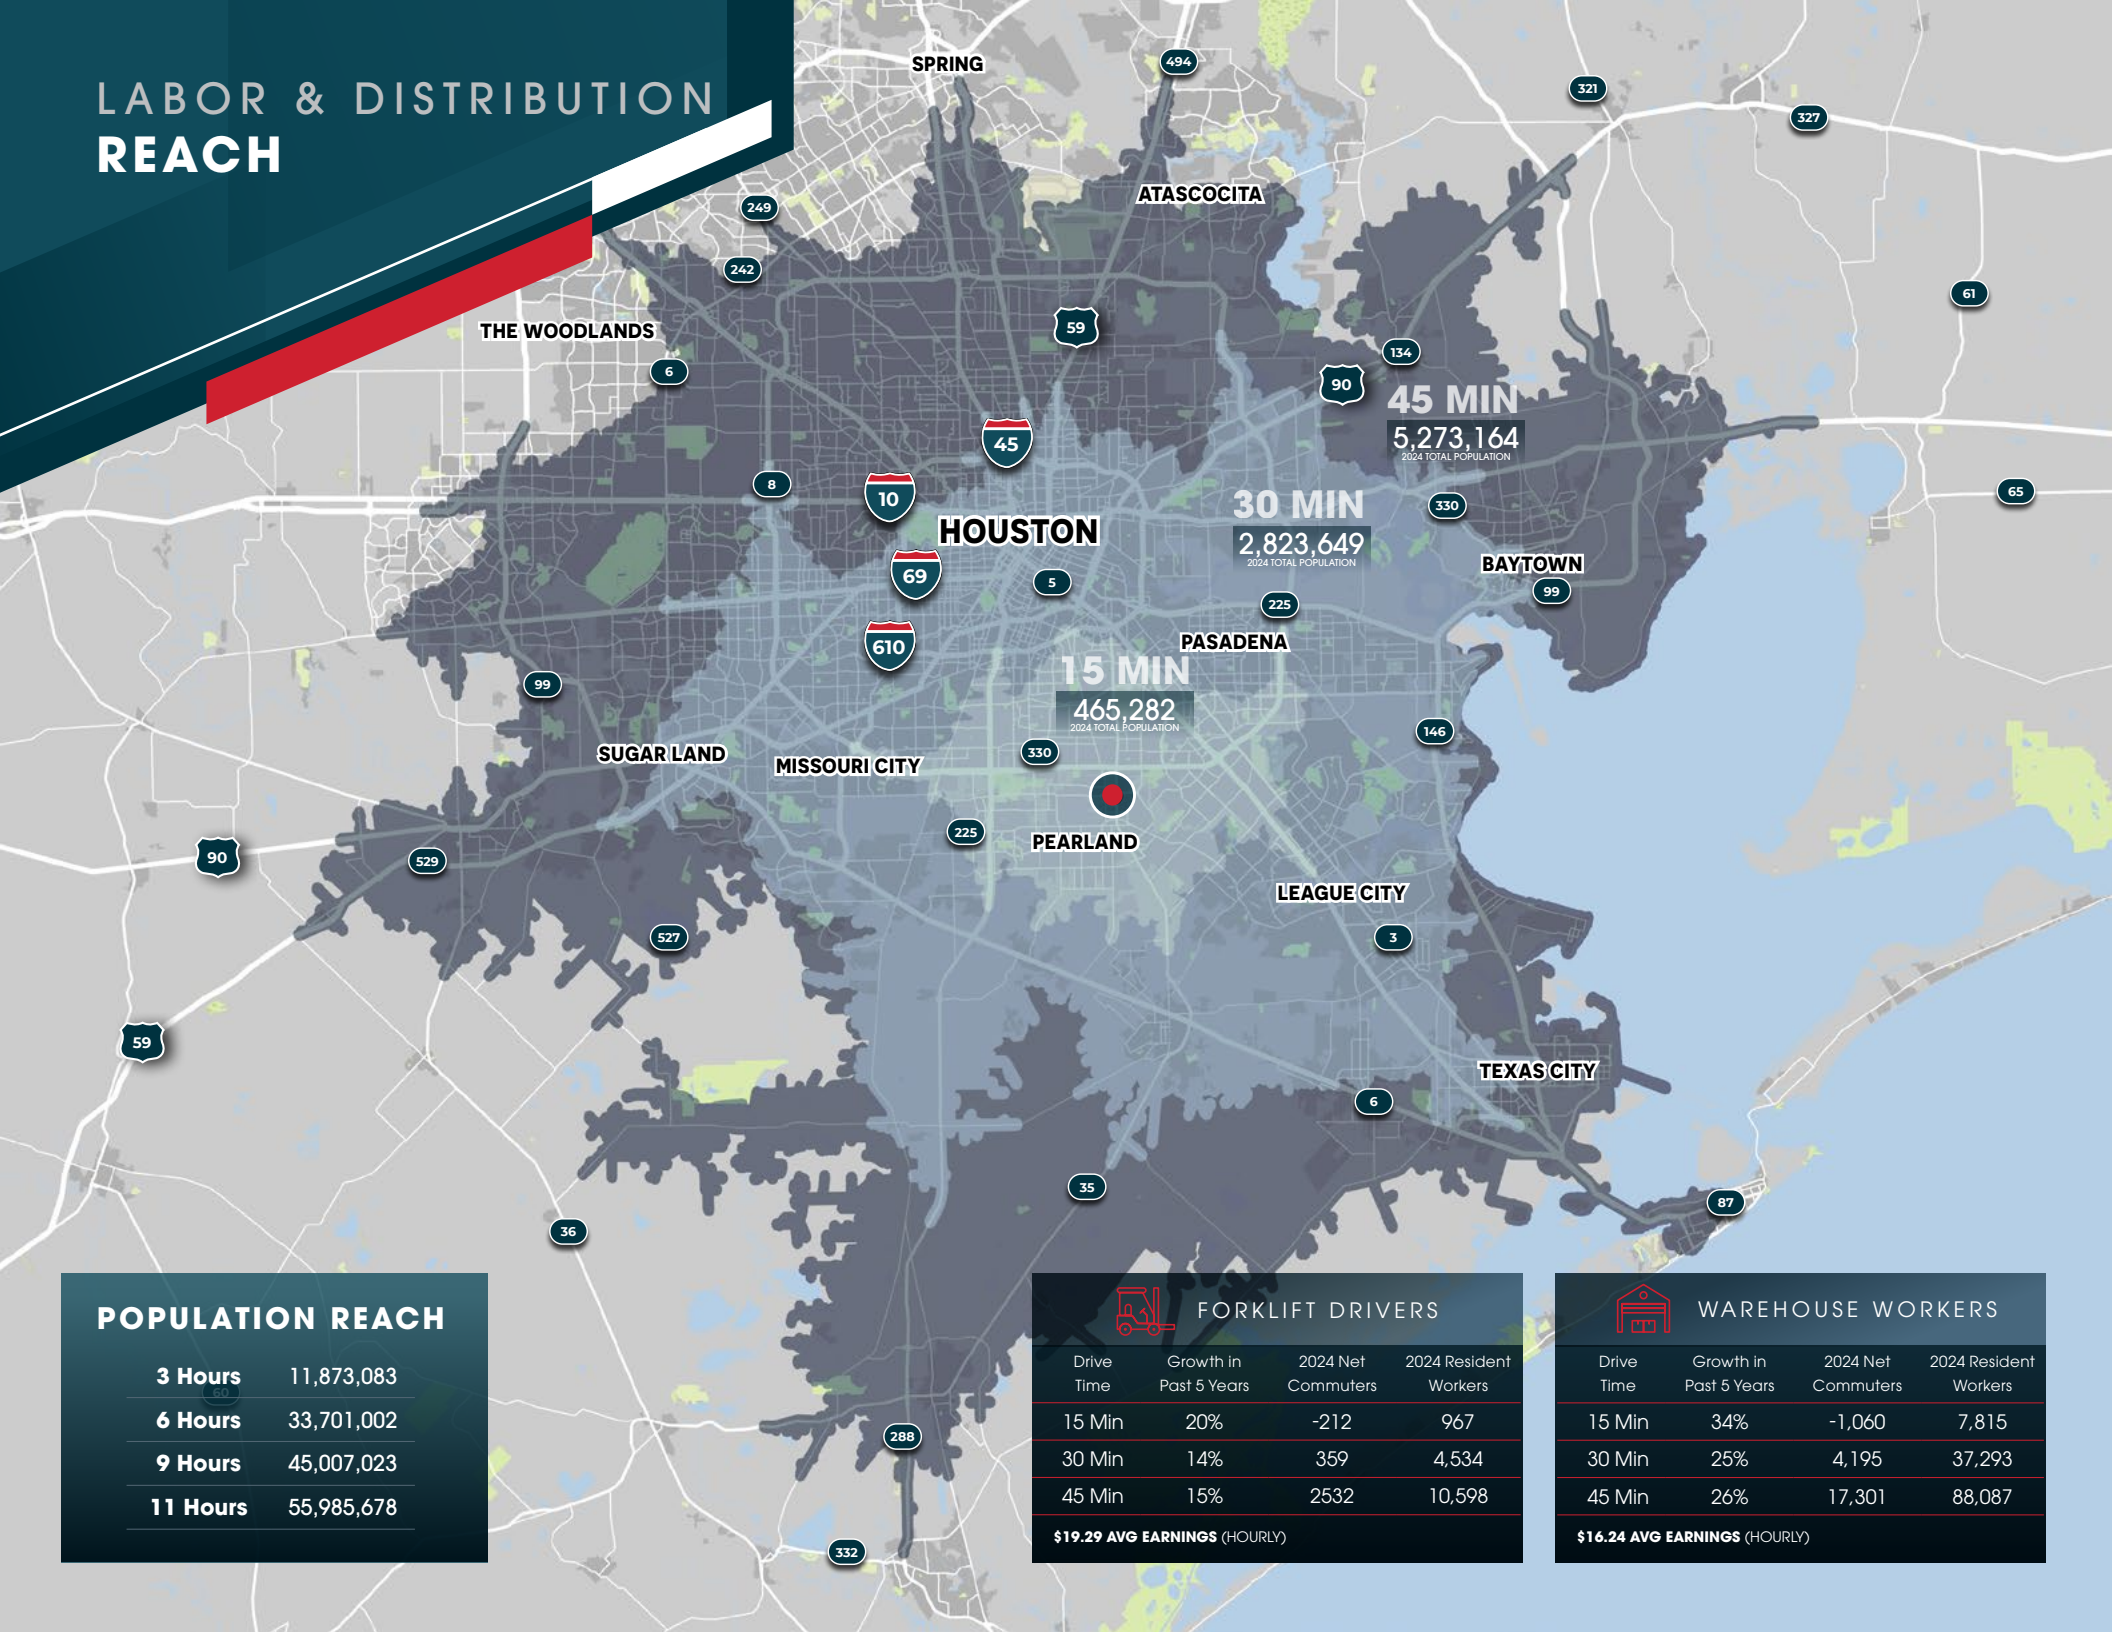 LABOR & DISTRIBUTION
REACH
SPRING
494
321
327
ATASCOCITA
249
242
61
THE WOODLANDS
59
6
134
90
45 MIN
5,273,164
2024 TOTAL POPULATION
45
8
10
65
30 MIN
2,823,649
2024 TOTAL POPULATION
330
HOUSTON
BAYTOWN
69
5
99
225
610
PASADENA
15 MIN
465,282
2024 TOTAL POPULATION
99
146
SUGAR LAND
MISSOURI CITY
330
225
PEARLAND
90
529
LEAGUE CITY
527
3
59
TEXAS CITY
6
35
87
36
288
332
POPULATION REACH
3 Hours 11,873,083
60
6 Hours 33,701,002
9 Hours 45,007,023
11 Hours 55,985,678
FORKLIFT DRIVERS
Drive Growth in 2024 Net 2024 Resident
Time Past 5 Years Commuters Workers
15 Min 20% -212 967
30 Min 14% 359 4,534
45 Min 15% 2532 10,598
$19.29 AVG EARNINGS (HOURLY)
WAREHOUSE WORKERS
Drive Growth in 2024 Net 2024 Resident
Time Past 5 Years Commuters Workers
15 Min 34% -1,060 7,815
30 Min 25% 4,195 37,293
45 Min 26% 17,301 88,087
$16.24 AVG EARNINGS (HOURLY)